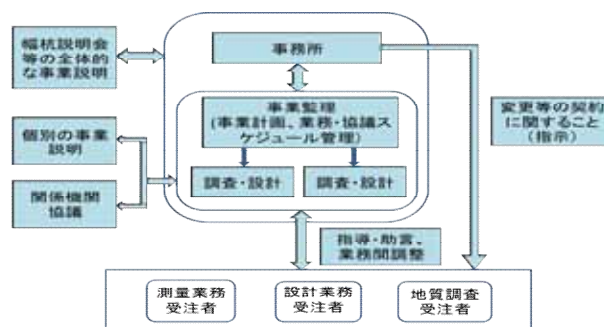 幅杭説明会
等の全体的
な事業説明
事務所
事業監理
(事業計画、業務・協議ス
ケジュール管理)
変更等の契約
に関すること
(指示)
個別の事業
説明
調査・設計
調査・設計
関係機関
協議
指導・助言、
業務間調整
測量業務
受注者
設計業務
受注者
地質調査
受注者